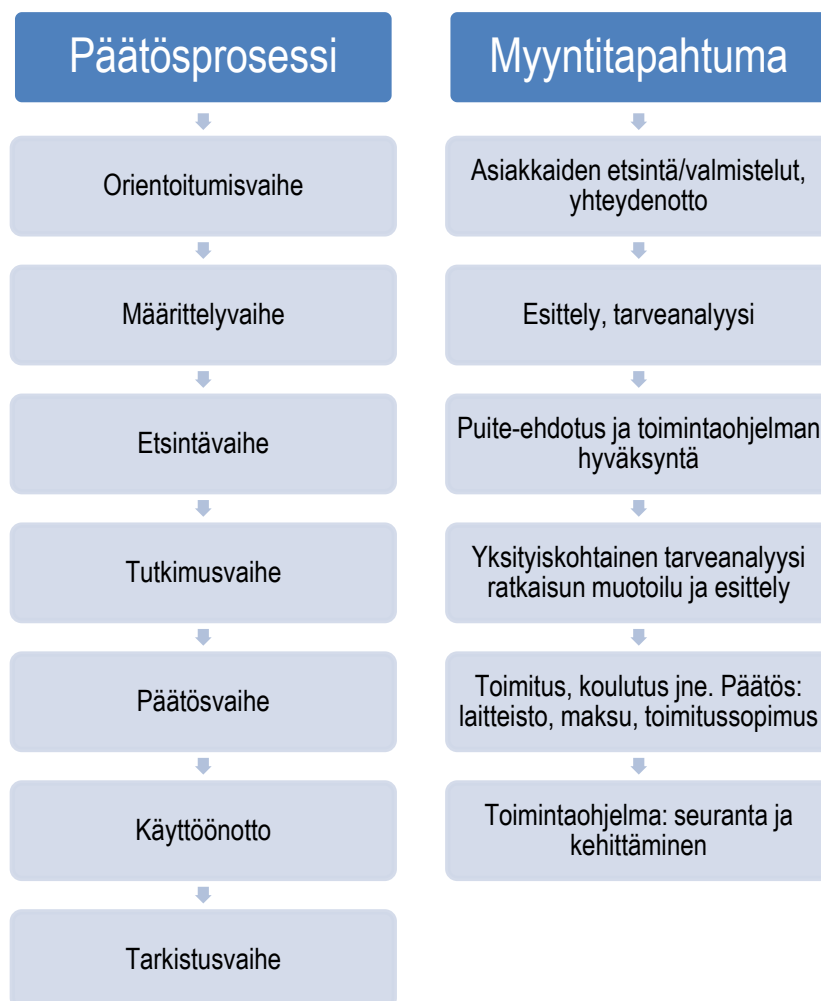 Päätösprosessi
Orientoitumisvaihe
Määrittelyvaihe
Etsintävaihe
Tutkimusvaihe
Päätösvaihe
Käyttöönotto
Tarkistusvaihe
Myyntitapahtuma
Asiakkaiden etsintä/valmistelut,
yhteydenotto
Esittely, tarveanalyysi
Puite-ehdotus ja toimintaohjelman
hyväksyntä
Yksityiskohtainen tarveanalyysi
ratkaisun muotoilu ja esittely
Toimitus, koulutus jne. Päätös:
laitteisto, maksu, toimitussopimus
Toimintaohjelma: seuranta ja
kehittäminen